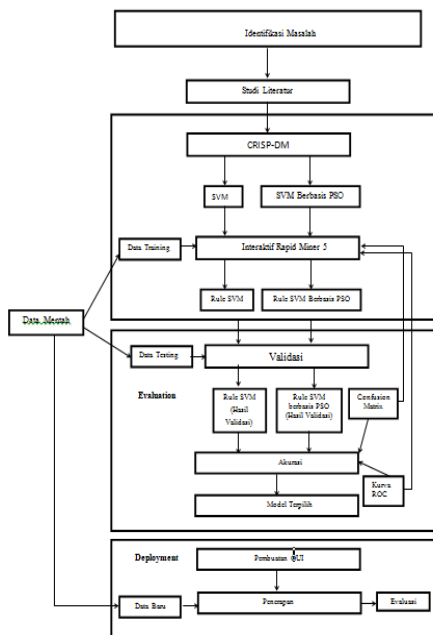 Identifikasi Masalah
Studi Literatur
CRISP-DM
SVM
SVM Berbasis PSO
Data Training
Interaktif Rapid Miner 5
Rule SVM
Rule SVM Berbasis PSO
Data Mentah
Data Testing
Validasi
Evaluation
Rule SVM
(Hasil
Validasi)
Rule SVM
berbasis PSO
(Hasil Validasi)
Confusion
Matrix
Akurasi
Kurva
ROC
Model Terpilih
Deployment
Pembuatan GUI
Data Baru
Penerapan
Evaluasi